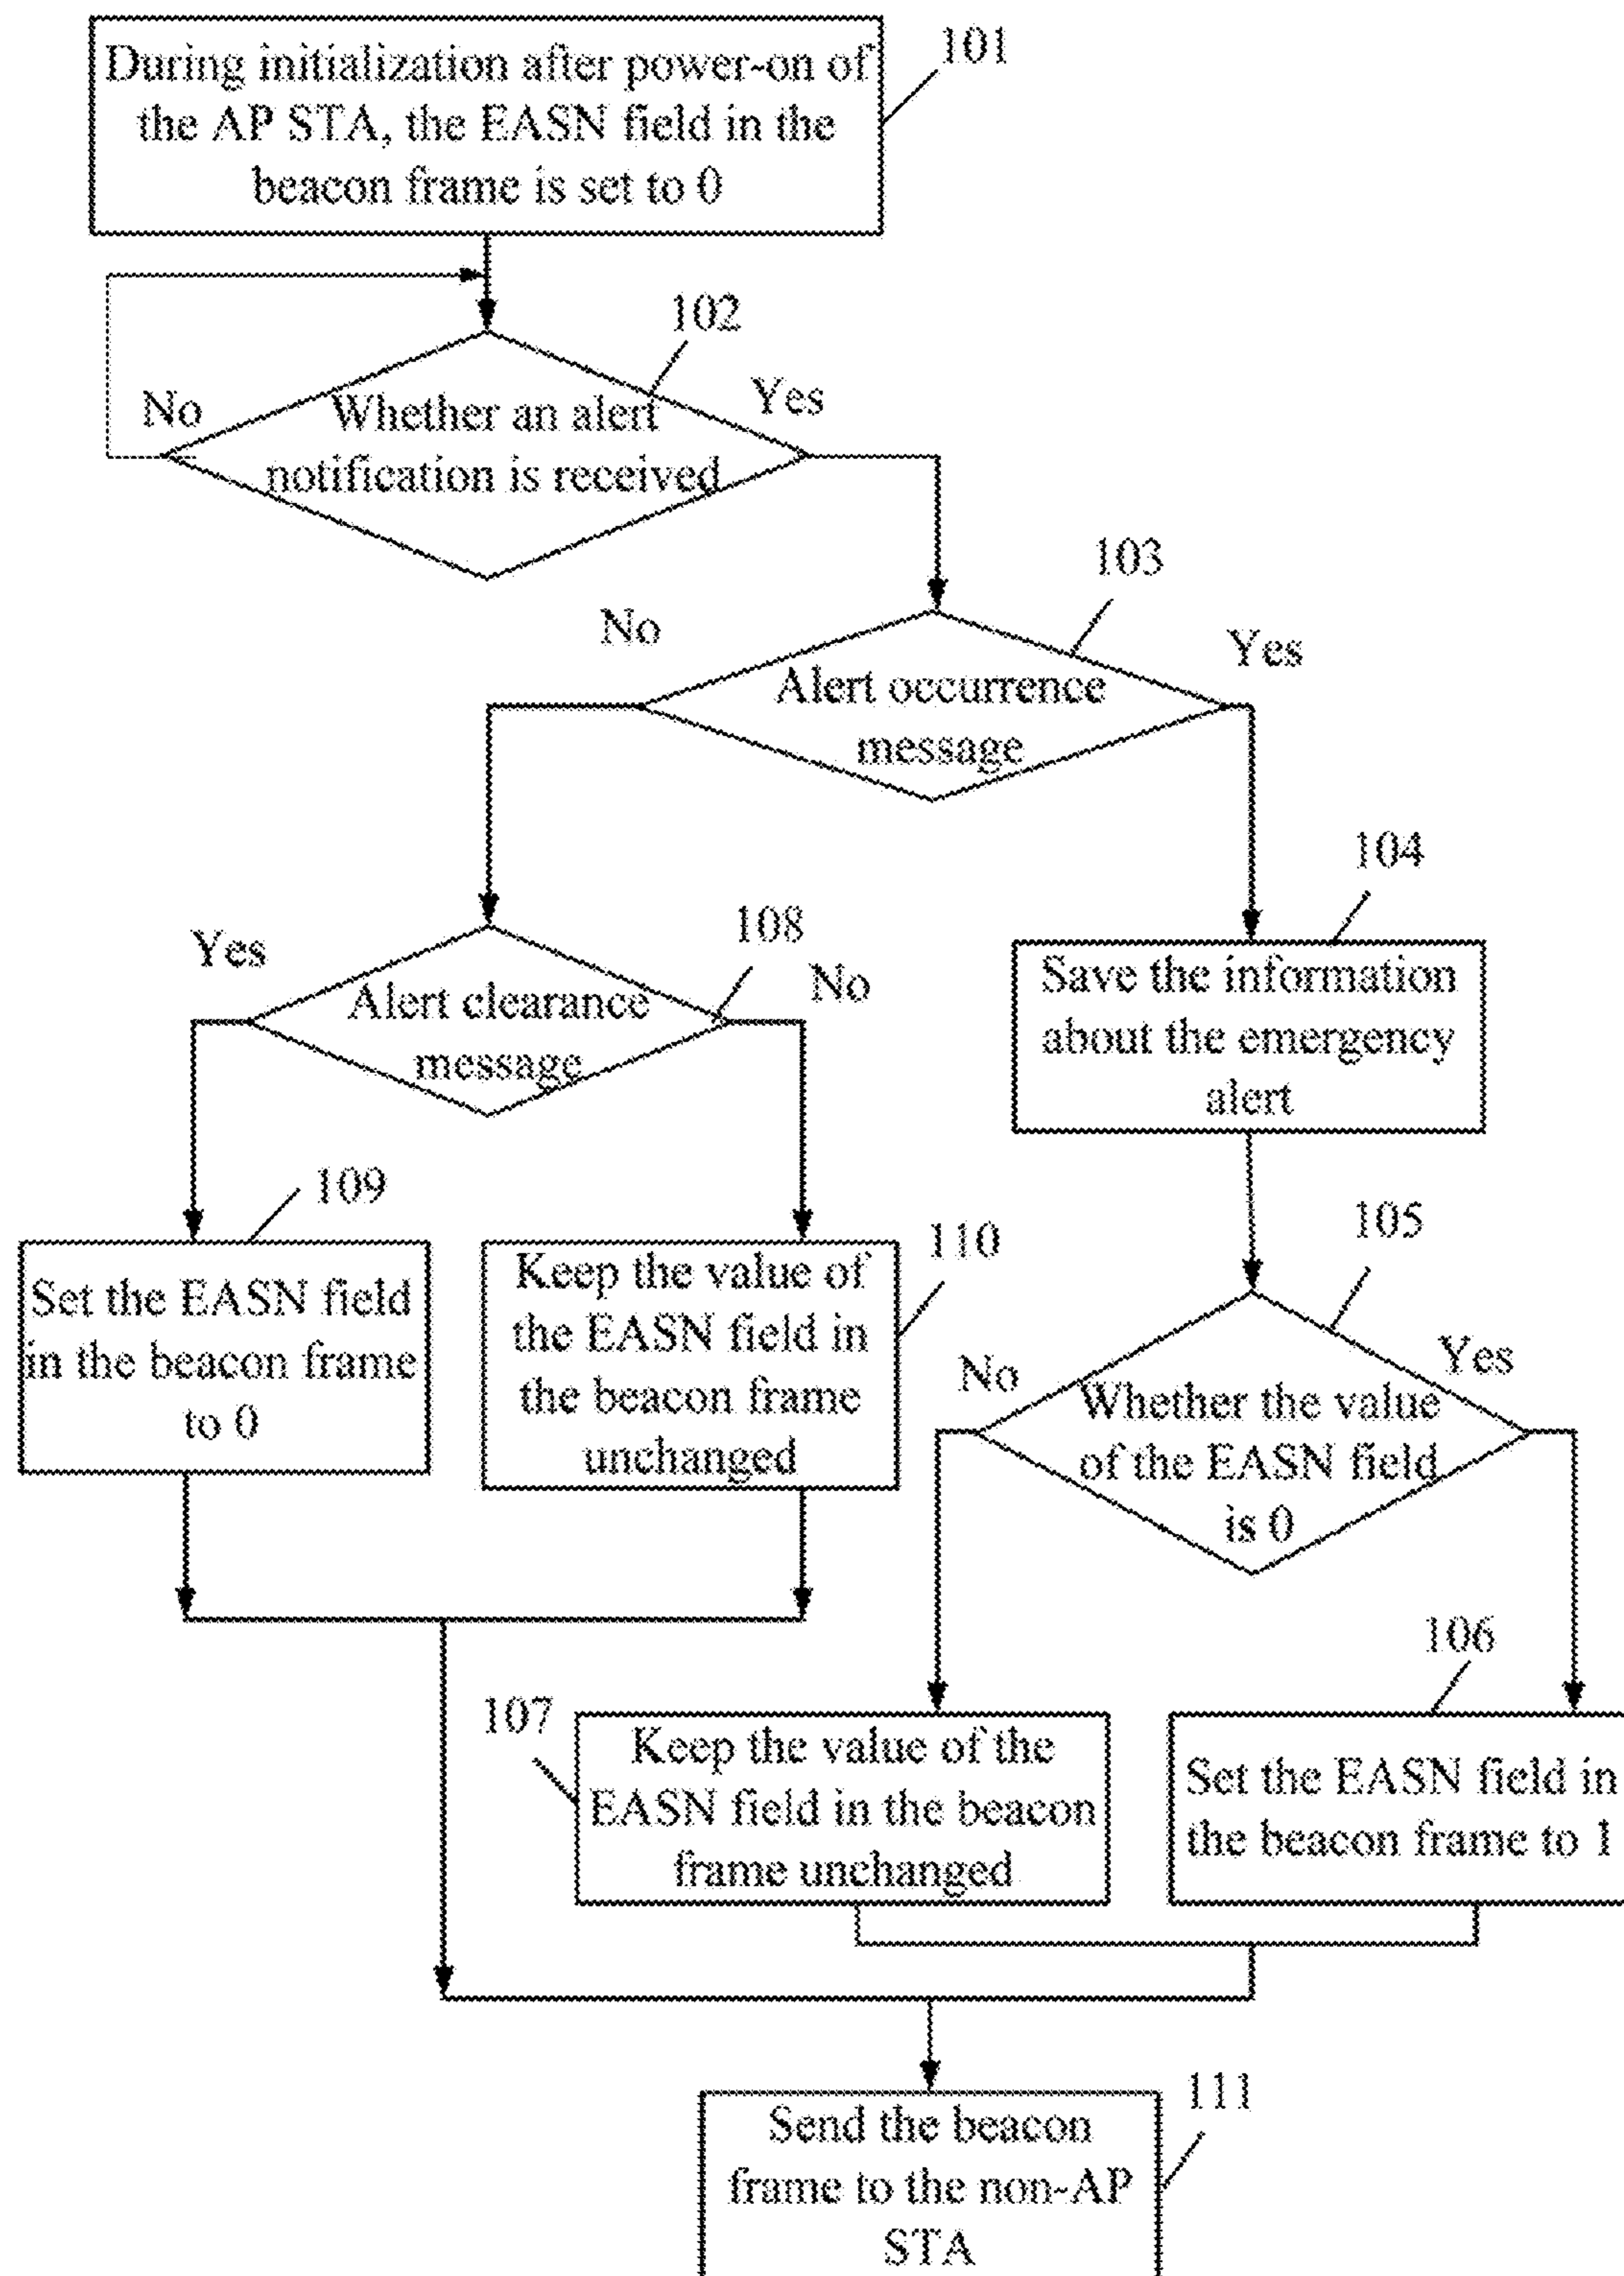 During initialization after power-on of
the AP STA, the EASN field in the
beacon frame is set to 0
101
102
No
Yes
Whether an alert
notification is received
103
No
Yes
Alert occurrence
message
104
108
Yes
No
Alert clearance
message
Save the information
about the emergency
alert
109
105
110
Set the EASN field
in the beacon frame
to 0
Keep the value of
the EASN field in
the beacon frame
unchanged
No
Yes
Whether the value
of the EASN field
is 0
106
107
Keep the value of the
EASN field in the beacon
frame unchanged
Set the EASN field in
the beacon frame to 1
111
Send the beacon
frame to the non-AP
STA